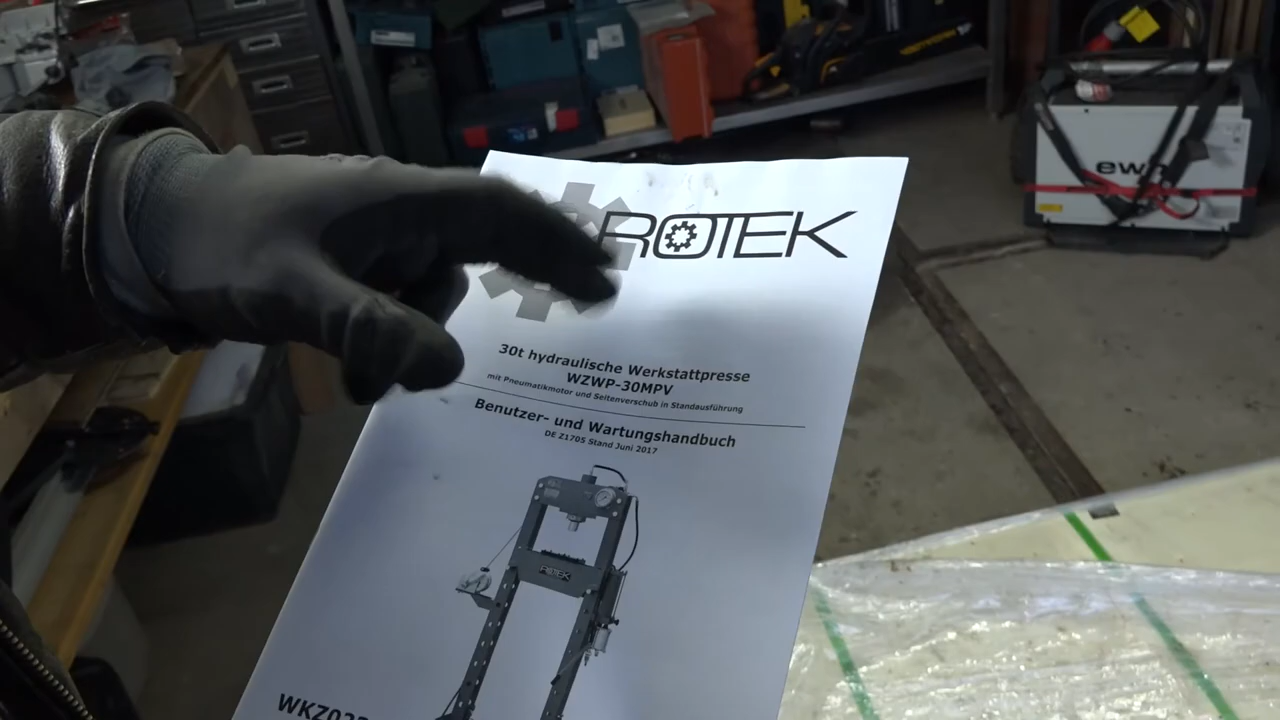 ROTEK
30t hydraulische Werkstattpresse
WZWP-30MPV
mit Pneumatikmotor und Seitenverschub in Standausführung
Benutzer- und Wartungshandbuch
DE Z1705 Stand Juni 2017
ROTEK